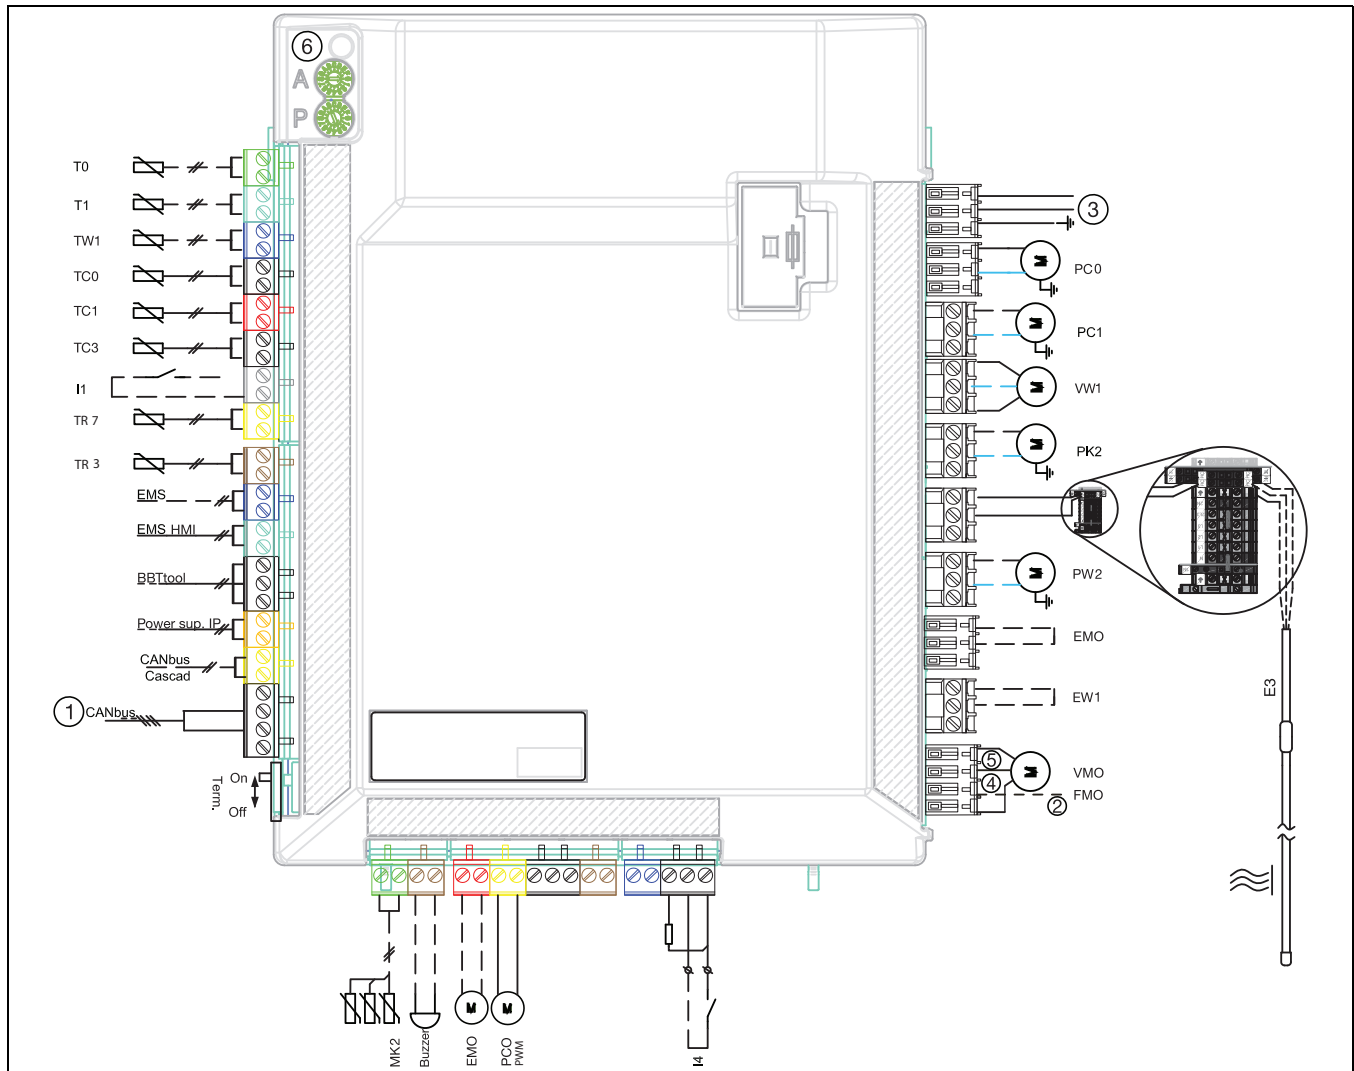 6
A
P
T0
T1
TW1
TC0
TC1
TC3
I1
TR 7
TR 3
EMS
EMS HMI
BBTtool
Power sup. IP
CANbus
Cascad
1 CANbus
On
Off
Term.
3
M PC0
M PC1
M VW1
M PK2
M PW2
EMO
EW1
5
4
M VMO
FMO
2
E3
MK2
Buzzer
M
EMO
M
PCO
PWM
I4